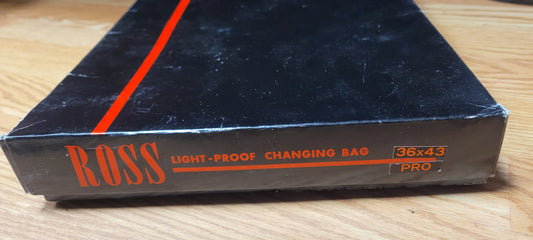 ROSS LIGHT-PROOF CHANGING BAG 36x43
PRO